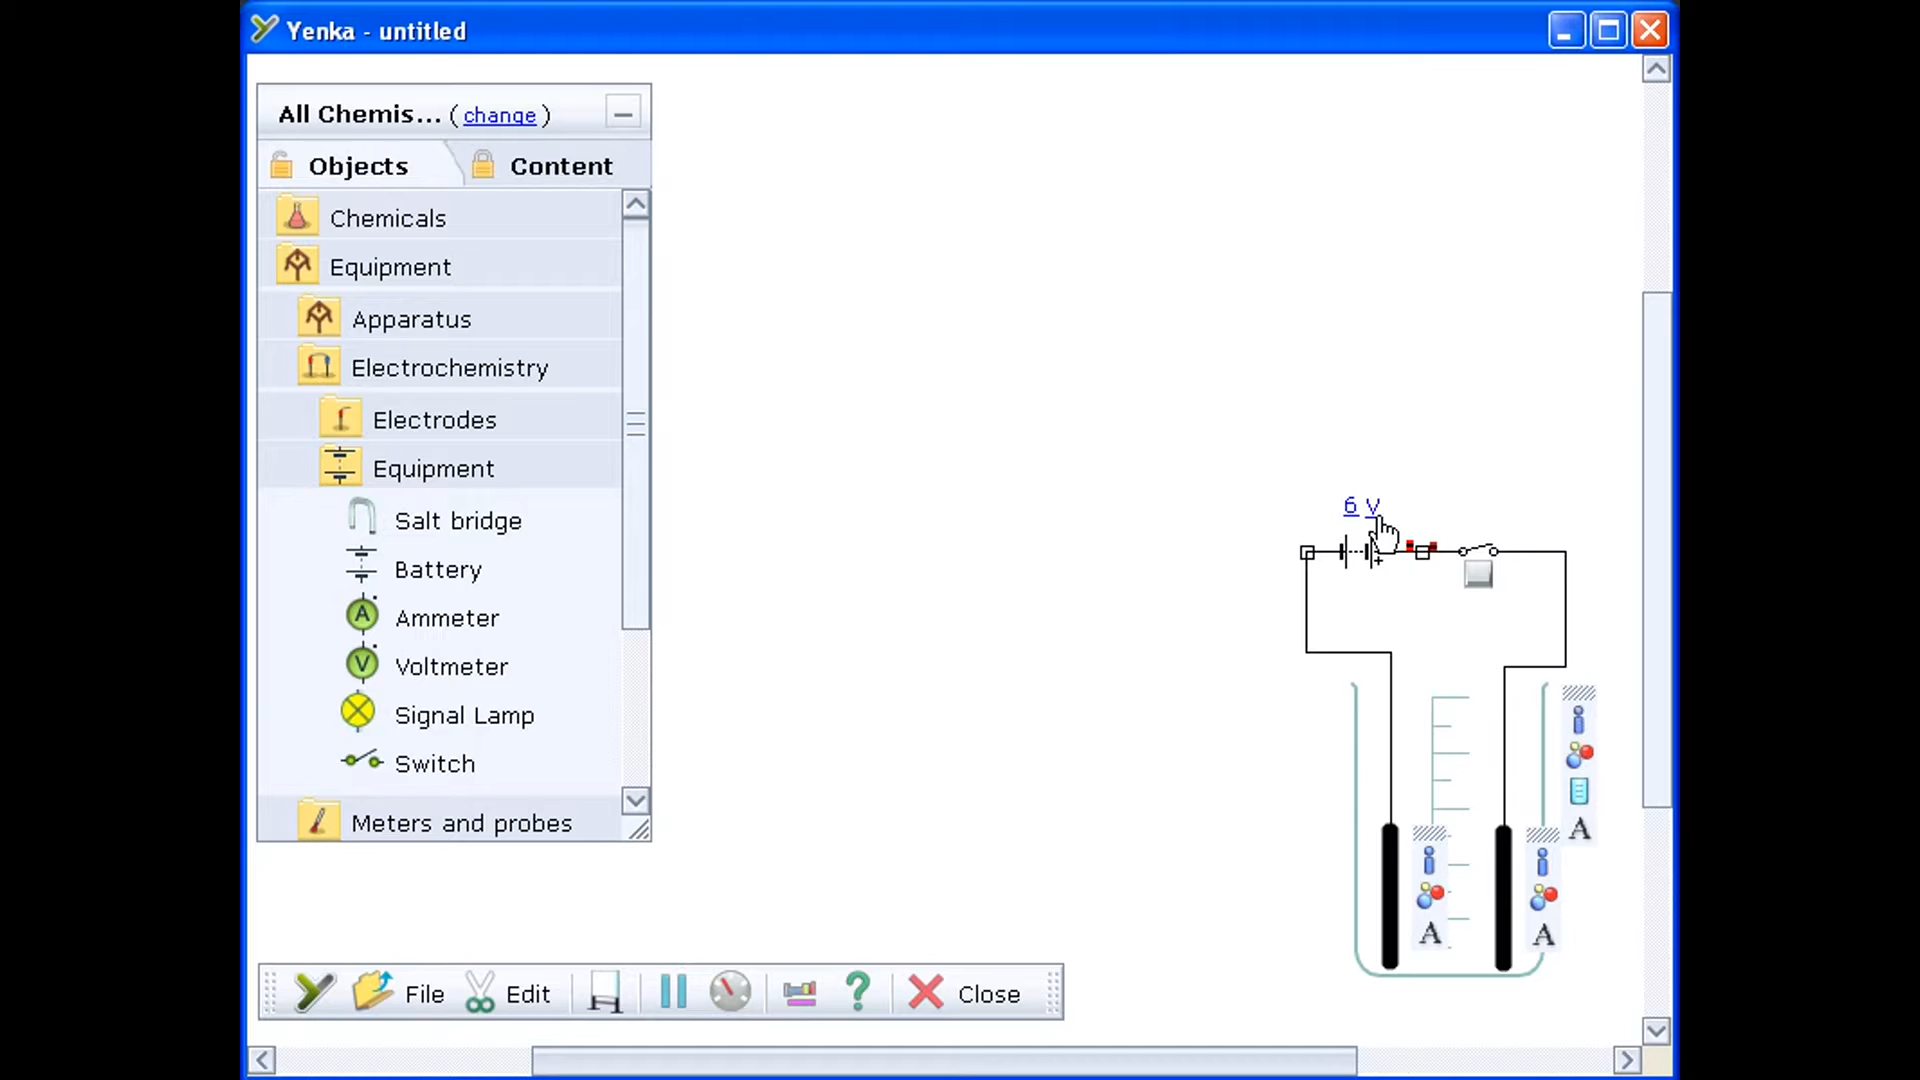 Yenka - untitled
All Chemis... (change)
Objects
Content
Chemicals
Equipment
Apparatus
Electrochemistry
Electrodes
Equipment
Salt bridge
Battery
A Ammeter
V Voltmeter
Signal Lamp
Switch
Meters and probes
6 V
+
A
A
A
File
Edit
?
Close